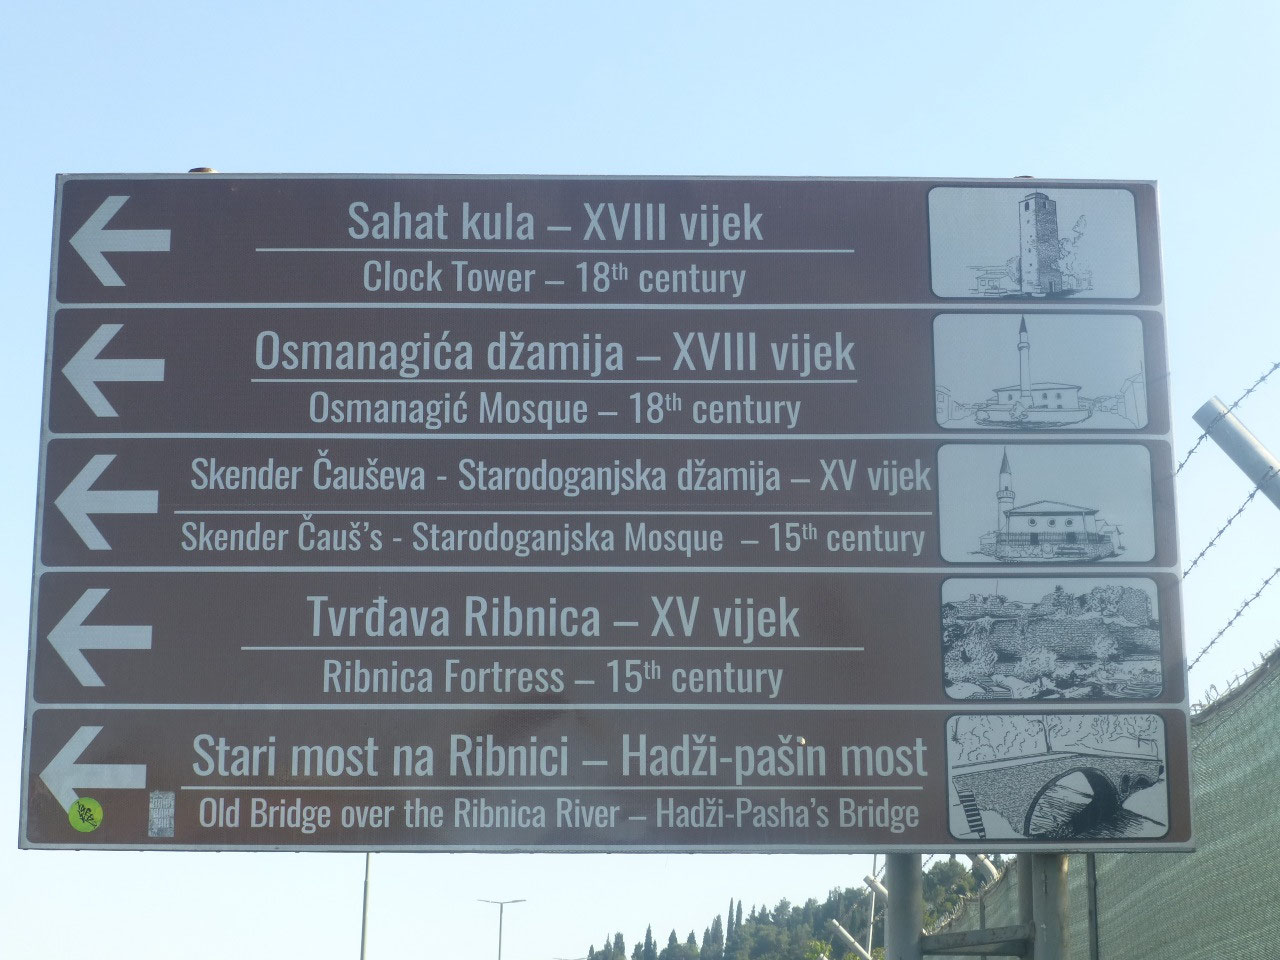 Sahat kula – XVIII vijek
Clock Tower – 18th century
Osmanagića džamija – XVIII vijek
Osmanagić Mosque – 18th century
Skender Čauševa - Starodoganjska džamija – XV vijek
Skender Čauš's - Starodoganjska Mosque – 15th century
Tvrđava Ribnica – XV vijek
Ribnica Fortress – 15th century
Stari most na Ribnici – Hadži-pašin most
Old Bridge over the Ribnica River – Hadži-Pasha's Bridge